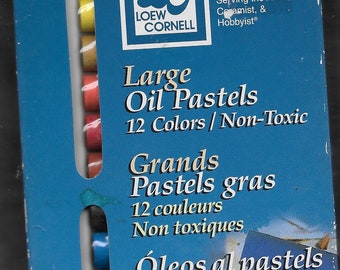 LOEW
CORNELL
Ceramist, &
Hobbyist®
Large
Oil Pastels
12 Colors / Non-Toxic
Grands
Pastels gras
12 couleurs
Non toxiques
Óleos al pastels